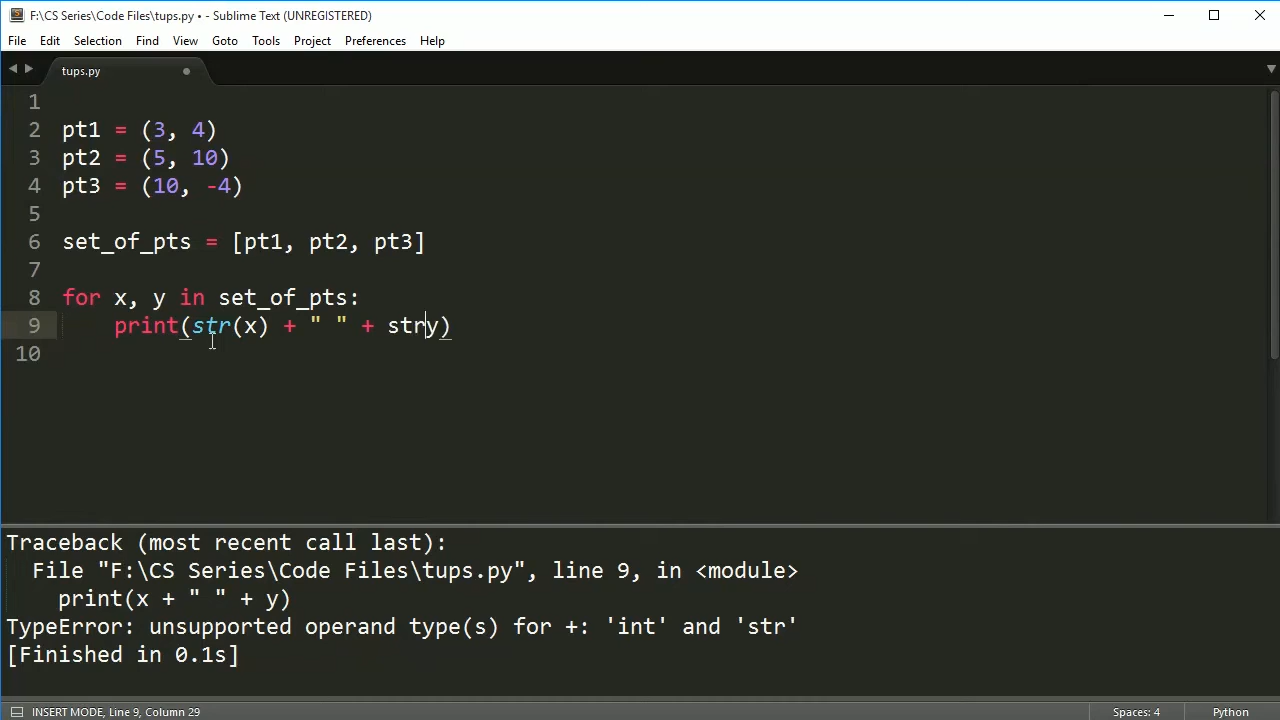 F:\CS Series\Code Files\tups.py • - Sublime Text (UNREGISTERED)
File Edit Selection Find View Goto Tools Project Preferences Help
tups.py
1
2 pt1 = (3, 4)
3 pt2 = (5, 10)
4 pt3 = (10, -4)
5
6 set_of_pts = [pt1, pt2, pt3]
7
8 for x, y in set_of_pts:
9     print(str(x) + " " + stry)
10
Traceback (most recent call last):
  File "F:\CS Series\Code Files\tups.py", line 9, in <module>
    print(x + " " + y)
TypeError: unsupported operand type(s) for +: 'int' and 'str'
[Finished in 0.1s]
INSERT MODE, Line 9, Column 29 Spaces: 4 Python